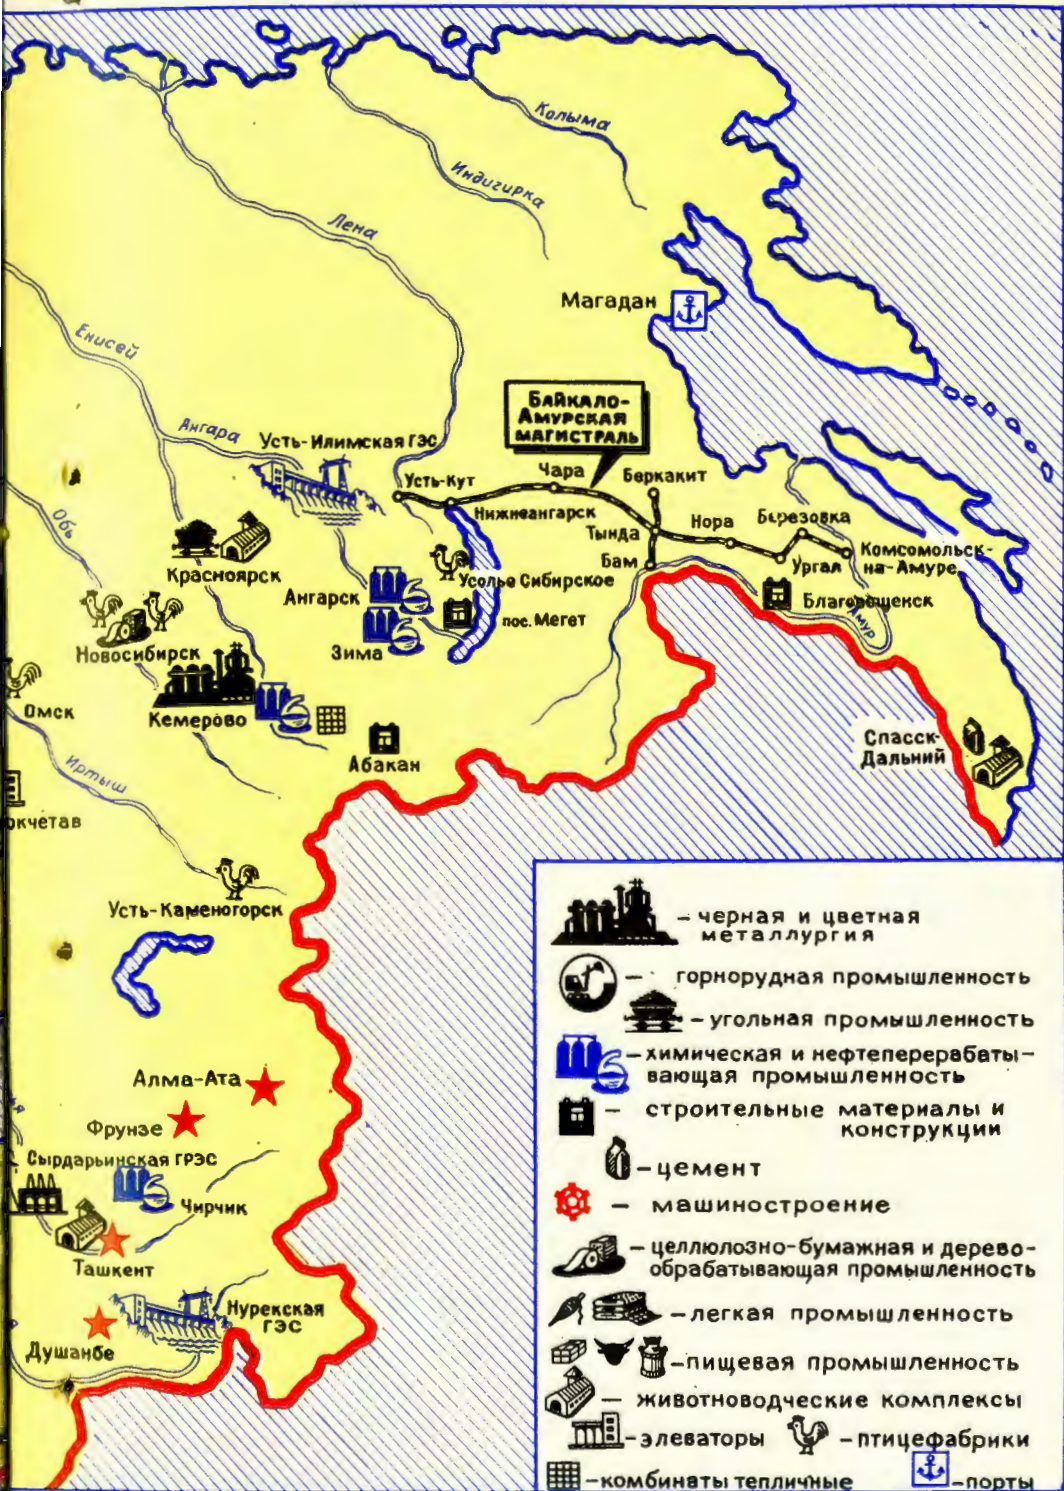 Колыма
Индигирка
Лена
Магадан
Енисей
Ангара
Байкало-
Амурская
магистраль
Усть-Илимская ГЭС
Усть-Кут
Чара
Беркакит
Нижнеангарск
Обь
Тында
Нора
Березовка
Бам
Ургал
Комсомольск-
на-Амуре
Красноярск
Усолье Сибирское
Ангарск
Благовещенск
Амур
пос. Мегет
Зима
Новосибирск
Омск
Кемерово
Абакан
Спасск-
Дальний
Иртыш
окчетав
Усть-Каменогорск
Алма-Ата
Фрунзе
Сырдарьинская ГРЭС
Чирчик
Ташкент
Нурекская
ГЭС
Душанбе
– черная и цветная
металлургия
– горнорудная промышленность
– угольная промышленность
– химическая и нефтеперерабаты-
вающая промышленность
– строительные материалы и
конструкции
– цемент
– машиностроение
– целлюлозно-бумажная и дерево-
обрабатывающая промышленность
– легкая промышленность
– пищевая промышленность
– животноводческие комплексы
– элеваторы – птицефабрики
– комбинаты тепличные – порты